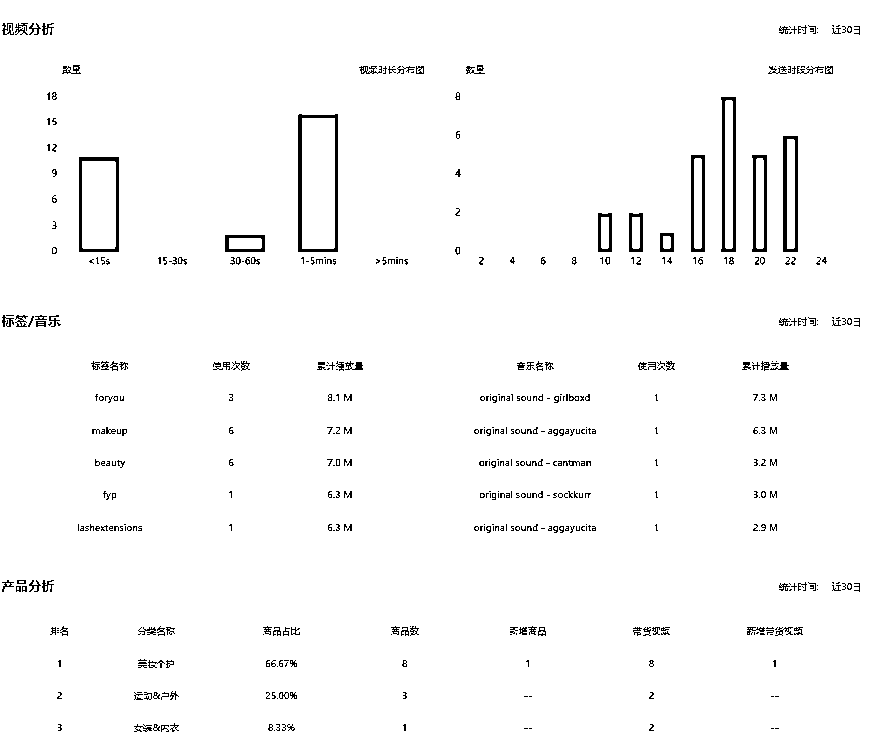 视频分析 统计时间: 近30日
数量 视频时长分布图
18
15
12
9
6
3
0
<15s 15-30s 30-60s 1-5mins >5mins
数量 发送时段分布图
8
6
4
2
0
2 4 6 8 10 12 14 16 18 20 22 24
标签/音乐 统计时间: 近30日
标签名称 使用次数 累计播放量 音乐名称 使用次数 累计播放量
foryou 3 8.1 M original sound - girlboxd 1 7.3 M
makeup 6 7.2 M original sound - aggayucita 1 6.3 M
beauty 6 7.0 M original sound - cantman 1 3.2 M
fyp 1 6.3 M original sound - sockkurr 1 3.0 M
lashextensions 1 6.3 M original sound - aggayucita 1 2.9 M
产品分析 统计时间: 近30日
排名 分类名称 商品占比 商品数 新增商品 带货视频 新增带货视频
1 美妆个护 66.67% 8 1 8 1
2 运动&户外 25.00% 3 -- 2 --
3 女装&内衣 8.33% 1 -- 2 --